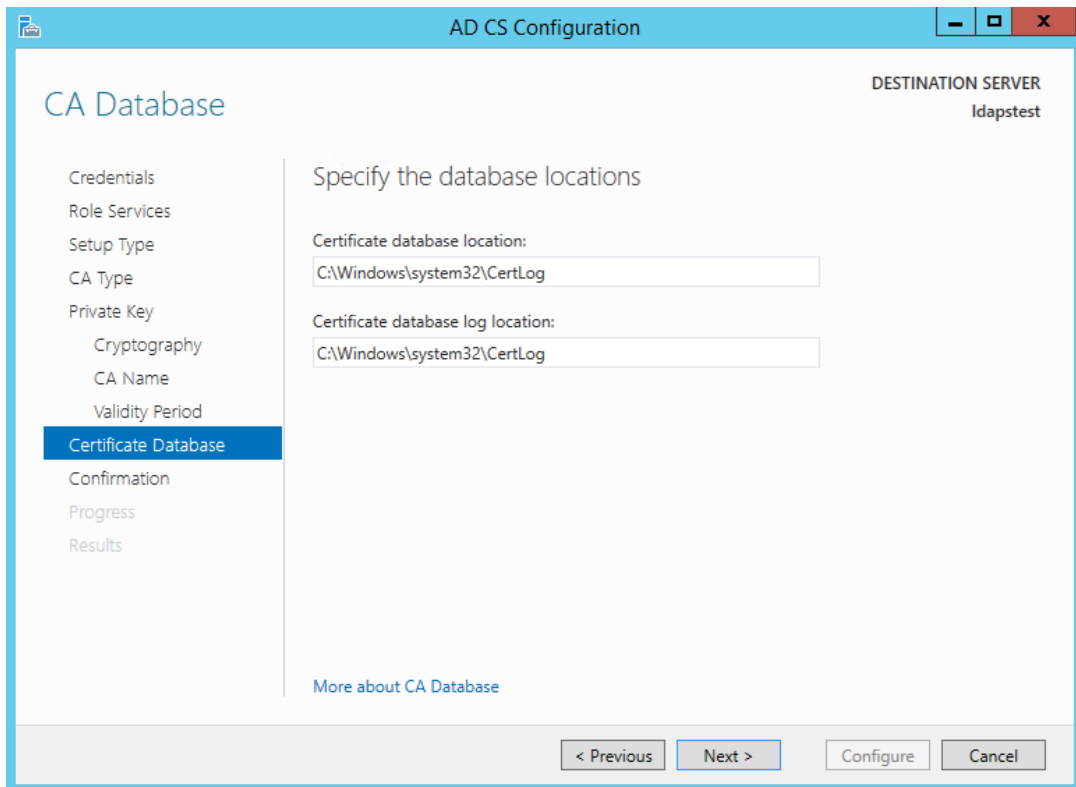 AD CS Configuration
CA Database
DESTINATION SERVER
ldapstest
Credentials
Role Services
Setup Type
CA Type
Private Key
Cryptography
CA Name
Validity Period
Certificate Database
Confirmation
Progress
Results
Specify the database locations
Certificate database location:
C:\Windows\system32\CertLog
Certificate database log location:
C:\Windows\system32\CertLog
More about CA Database
< Previous
Next >
Configure
Cancel